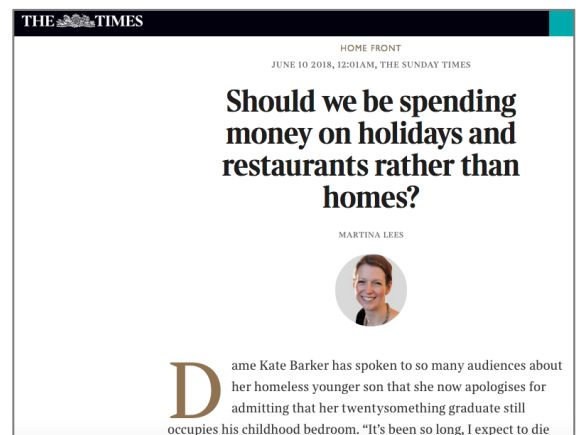 THE TIMES
HOME FRONT
JUNE 10 2018, 12:01AM, THE SUNDAY TIMES
Should we be spending
money on holidays and
restaurants rather than
homes?
MARTINA LEES
Dame Kate Barker has spoken to so many audiences about
her homeless younger son that she now apologises for
admitting that her twentysomething graduate still
occupies his childhood bedroom. “It’s been so long, I expect to die